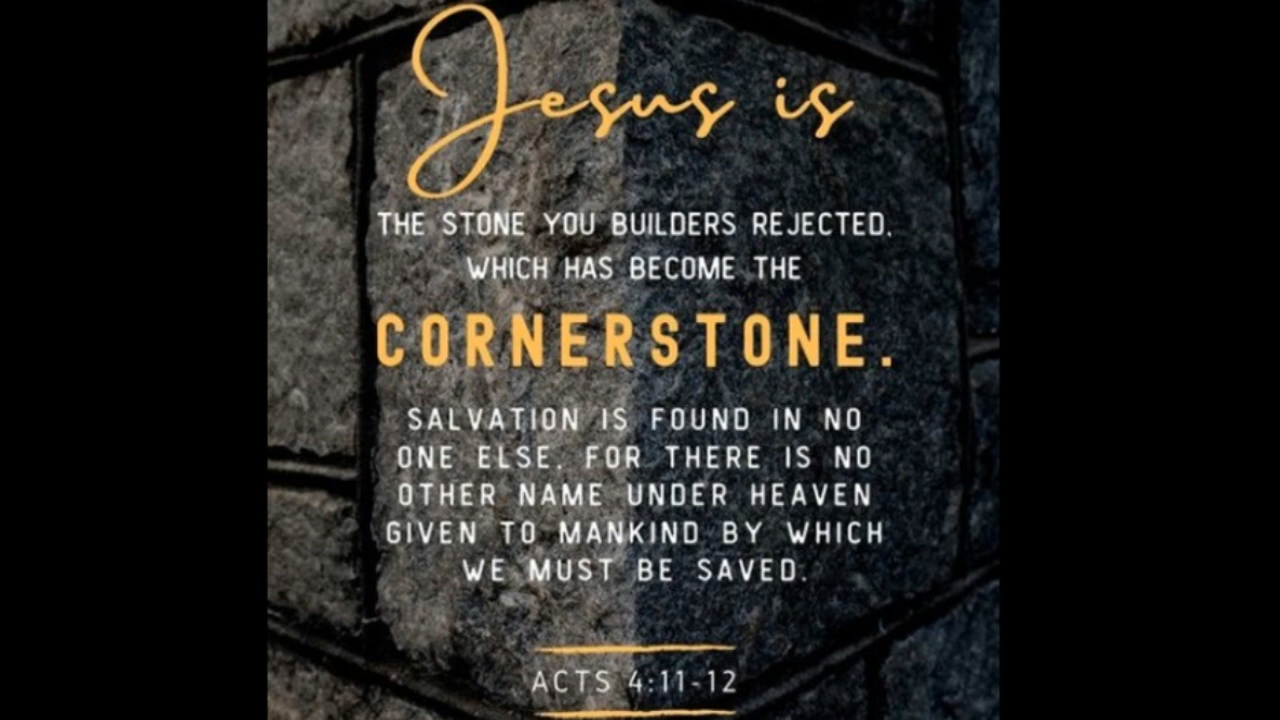 Jesus is
THE STONE YOU BUILDERS REJECTED,
WHICH HAS BECOME THE
CORNERSTONE.
SALVATION IS FOUND IN NO
ONE ELSE, FOR THERE IS NO
OTHER NAME UNDER HEAVEN
GIVEN TO MANKIND BY WHICH
WE MUST BE SAVED.
ACTS 4:11-12